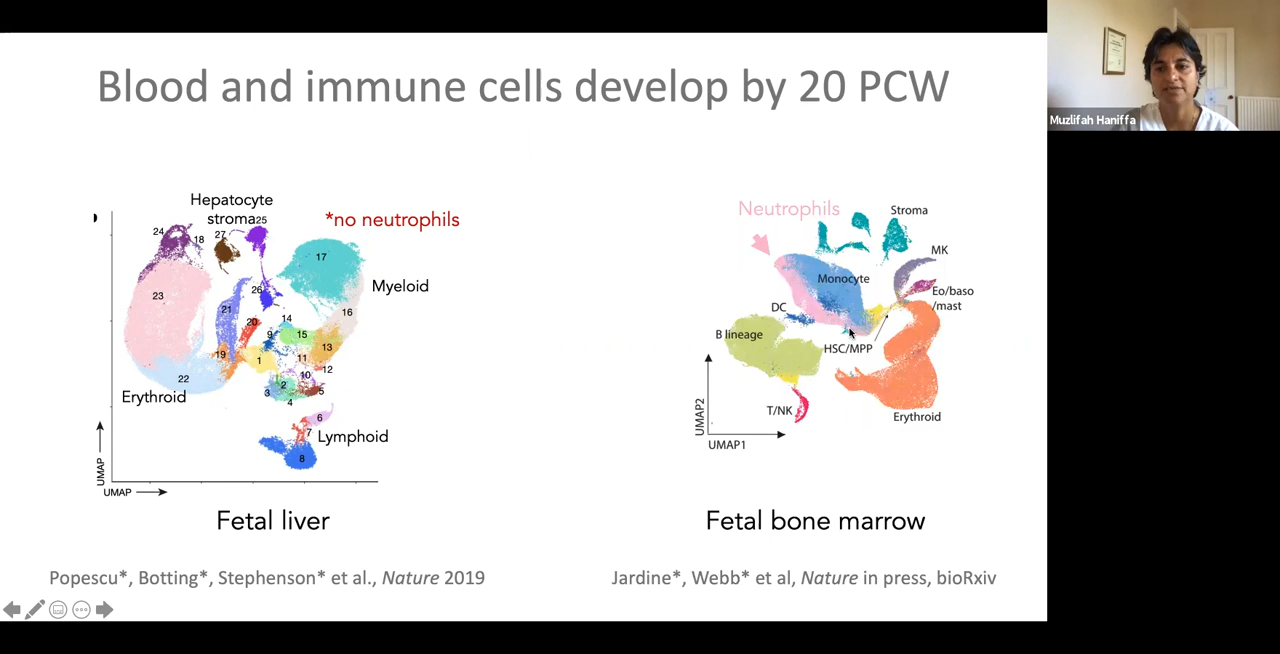 Blood and immune cells develop by 20 PCW
Muzlifah Haniffa
Hepatocyte
stroma
*no neutrophils
24
18
27
25
17
Myeloid
23
26
21
16
20
14
9
15
19
1
11
13
12
22
10
2
3
5
4
Erythroid
6
7
Lymphoid
8
UMAP
UMAP
Fetal liver
Popescu*, Botting*, Stephenson* et al., Nature 2019
Neutrophils
Stroma
MK
Monocyte
Eo/baso
/mast
DC
B lineage
HSC/MPP
T/NK
Erythroid
UMAP2
UMAP1
Fetal bone marrow
Jardine*, Webb* et al, Nature in press, bioRxiv